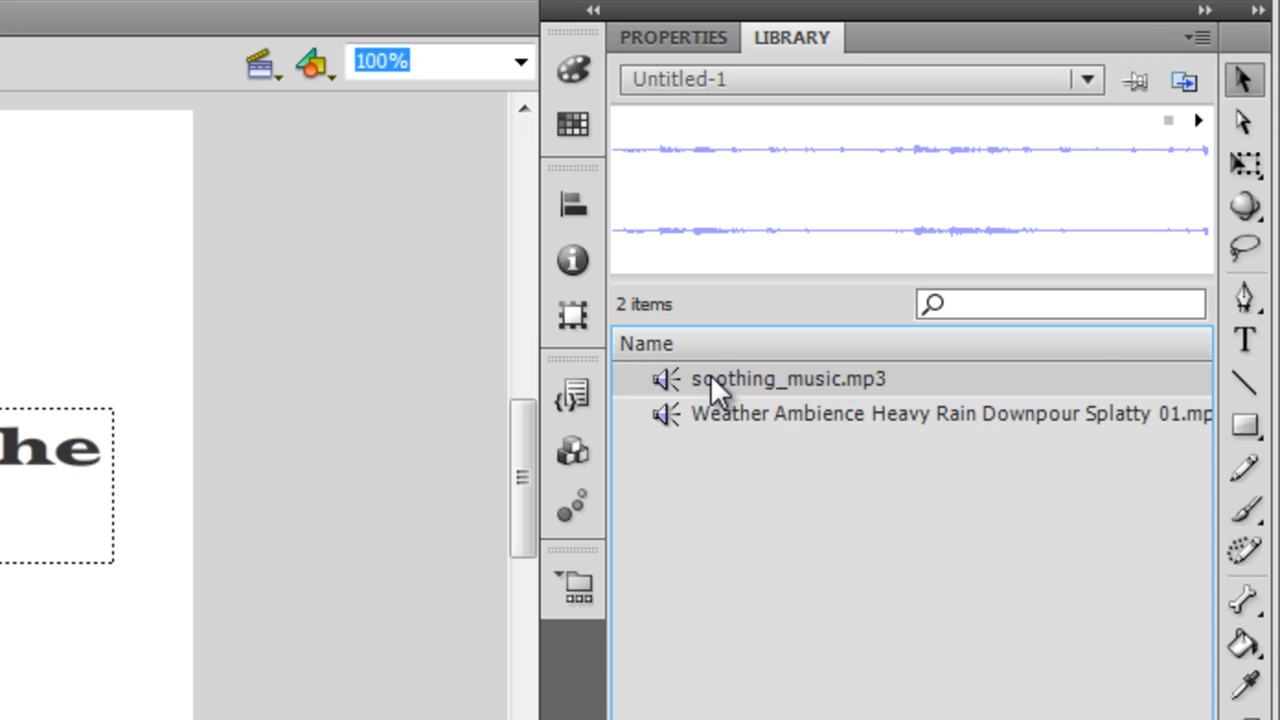 PROPERTIES LIBRARY
100%
Untitled-1
2 items
Name
soothing_music.mp3
Weather Ambience Heavy Rain Downpour Splatty 01.mp
he
T